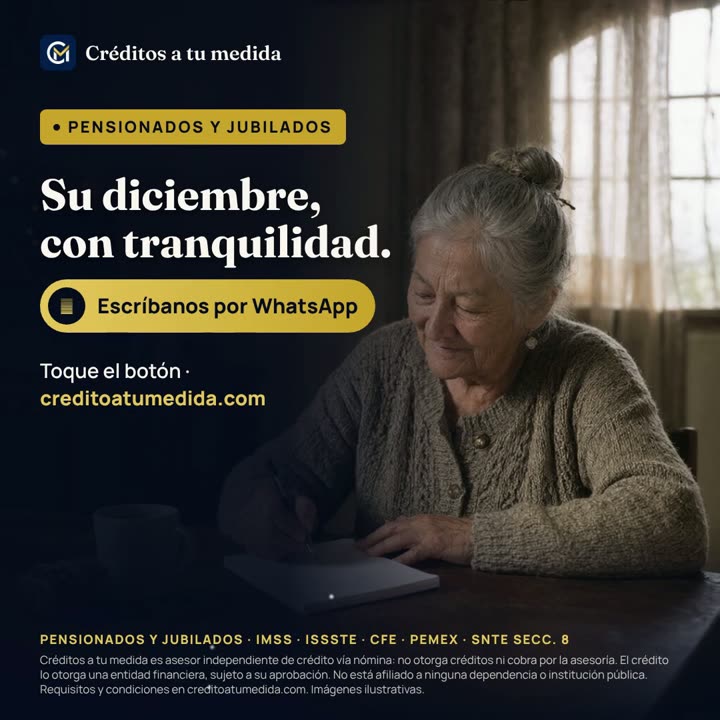 Créditos a tu medida
• PENSIONADOS Y JUBILADOS
Su diciembre,
con tranquilidad.
Escríbanos por WhatsApp
Toque el botón ·
creditoatumedida.com
PENSIONADOS Y JUBILADOS · IMSS · ISSSTE · CFE · PEMEX · SNTE SECC. 8
Créditos a tu medida es asesor independiente de crédito vía nómina: no otorga créditos ni cobra por la asesoría. El crédito
lo otorga una entidad financiera, sujeto a su aprobación. No está afiliado a ninguna dependencia o institución pública.
Requisitos y condiciones en creditoatumedida.com. Imágenes ilustrativas.